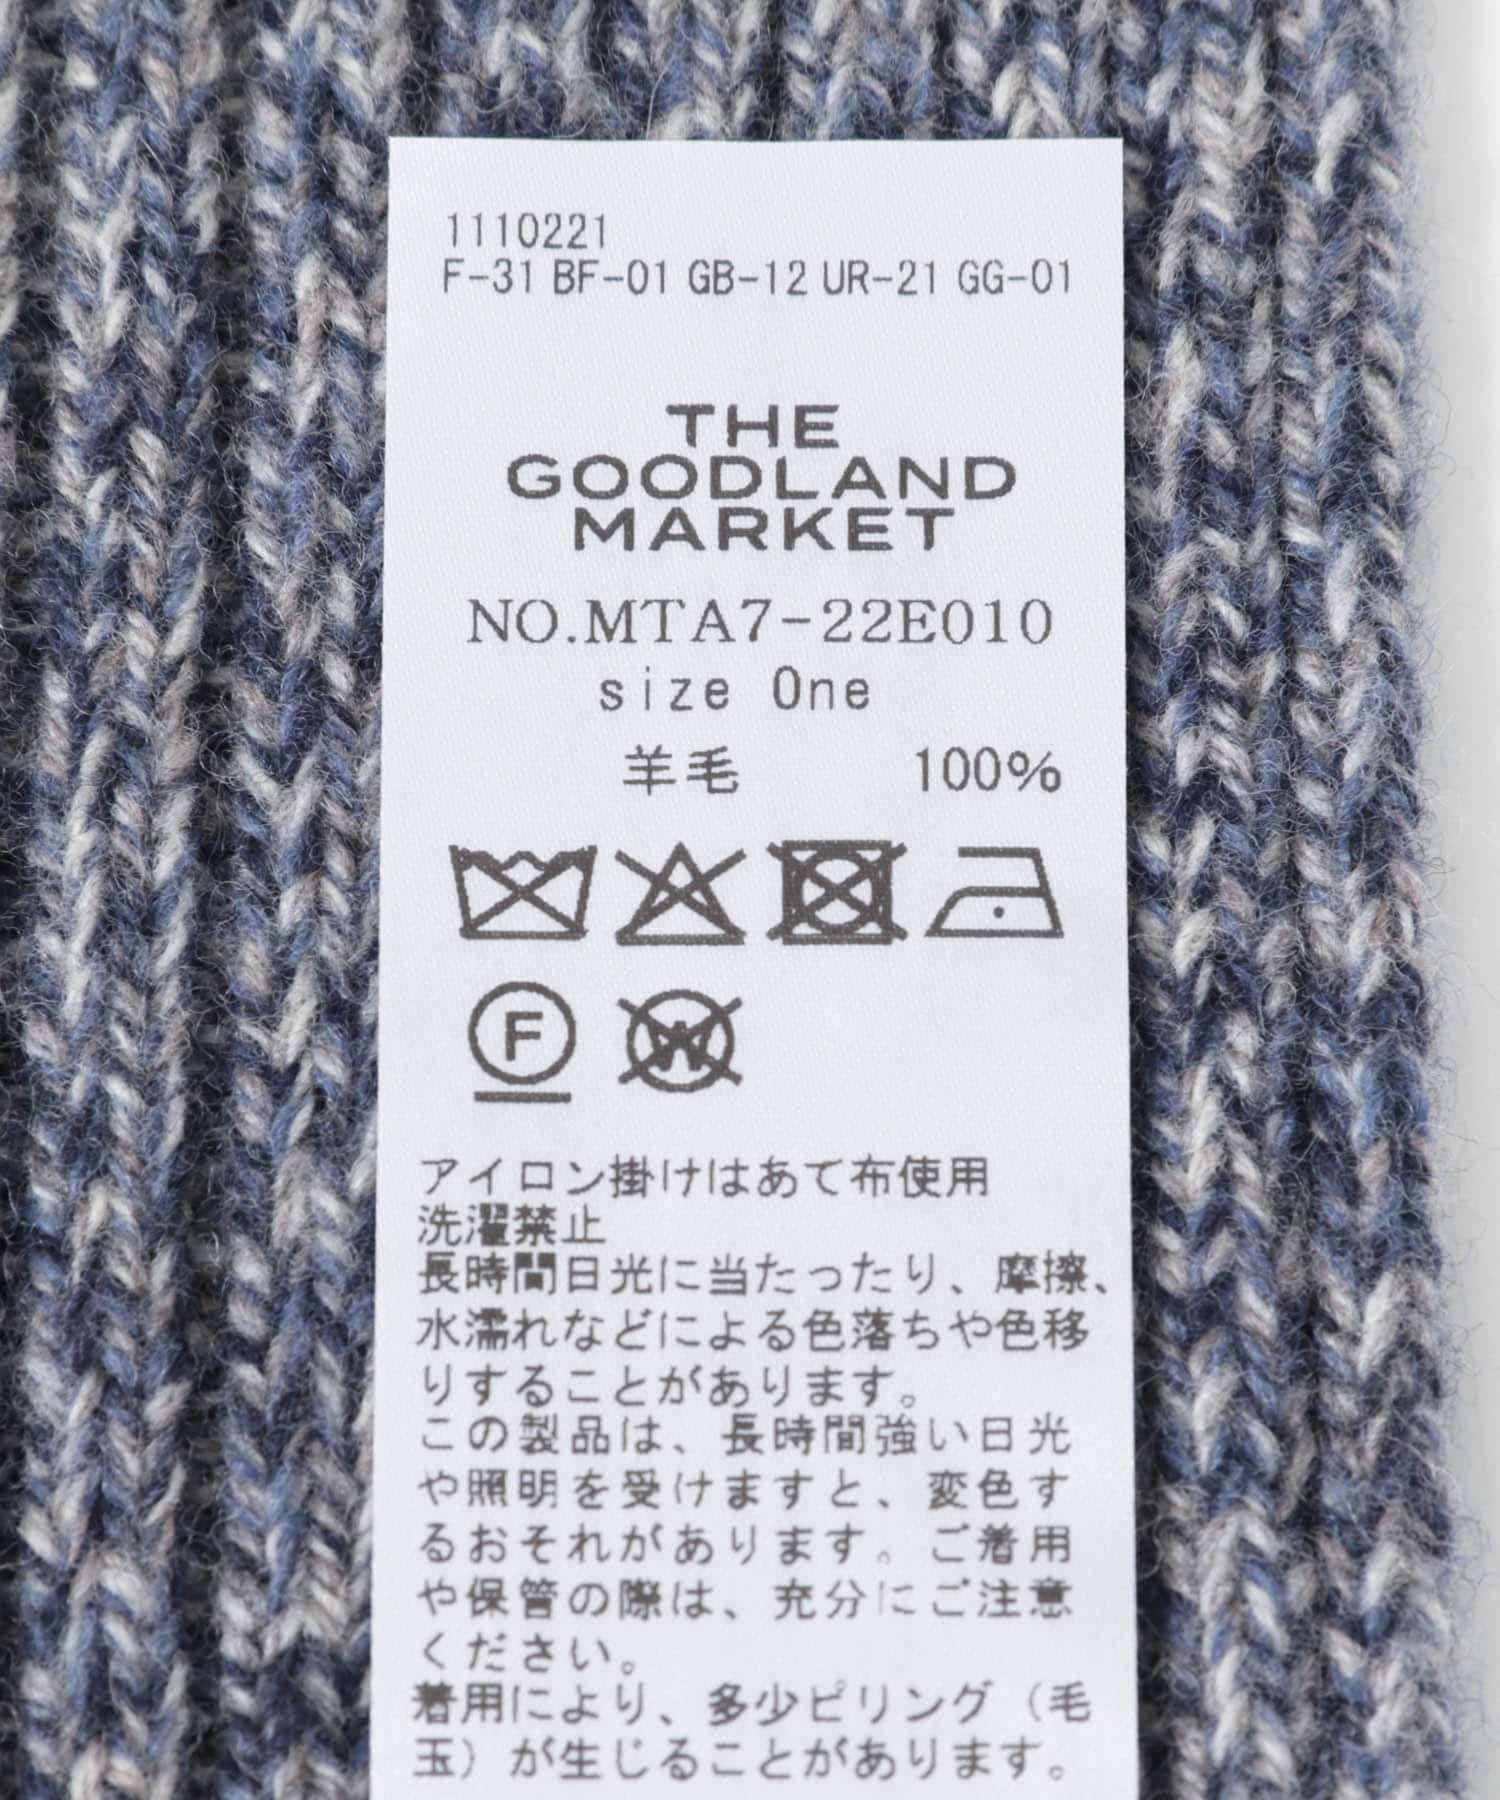 1110221
F-31 BF-01 GB-12 UR-21 GG-01
THE
GOODLAND
MARKET
NO.MTA7-22E010
size One
羊毛 100%
F
W
アイロン掛けはあて布使用
洗濯禁止
長時間日光に当たったり、摩擦、
水濡れなどによる色落ちや色移
りすることがあります。
この製品は、長時間強い日光
や照明を受けますと、変色す
るおそれがあります。ご着用
や保管の際は、充分にご注意
ください。
着用により、多少ピリング（毛
玉）が生じることがあります。